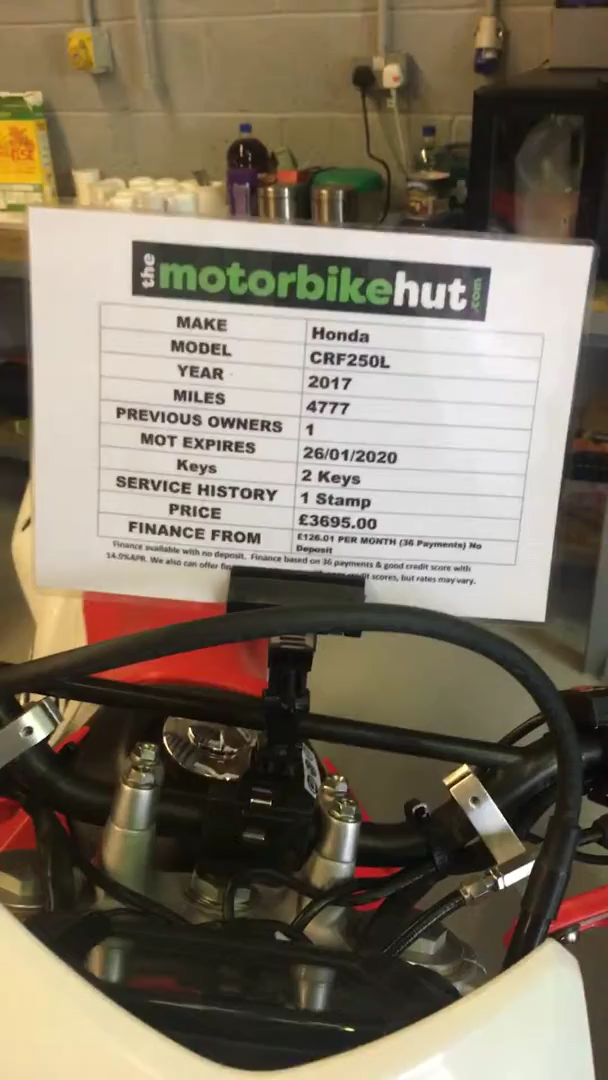 the motorbikehut.com
MAKE Honda
MODEL CRF250L
YEAR 2017
MILES 4777
PREVIOUS OWNERS 1
MOT EXPIRES 26/01/2020
Keys 2 Keys
SERVICE HISTORY 1 Stamp
PRICE £3695.00
FINANCE FROM £126.01 PER MONTH (36 Payments) No
Deposit
Finance available with no deposit. Finance based on 36 payments & good credit score with
14.9%APR. We also can offer credit scores, but rates may vary.